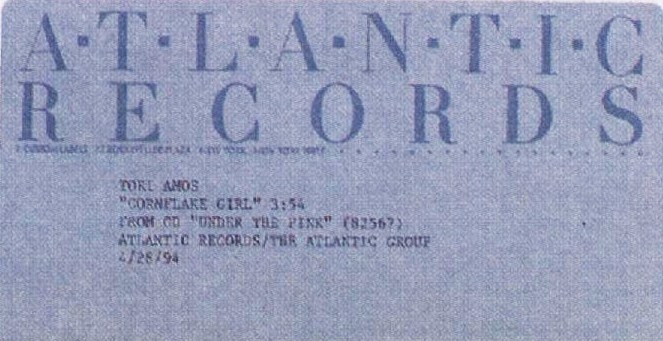 A·T·L·A·N·T·I·C
RECORDS
TORI AMOS
"CORNFLAKE GIRL" 3:54
FROM CD "UNDER THE PINK" (82567)
ATLANTIC RECORDS/THE ATLANTIC GROUP
4/28/94